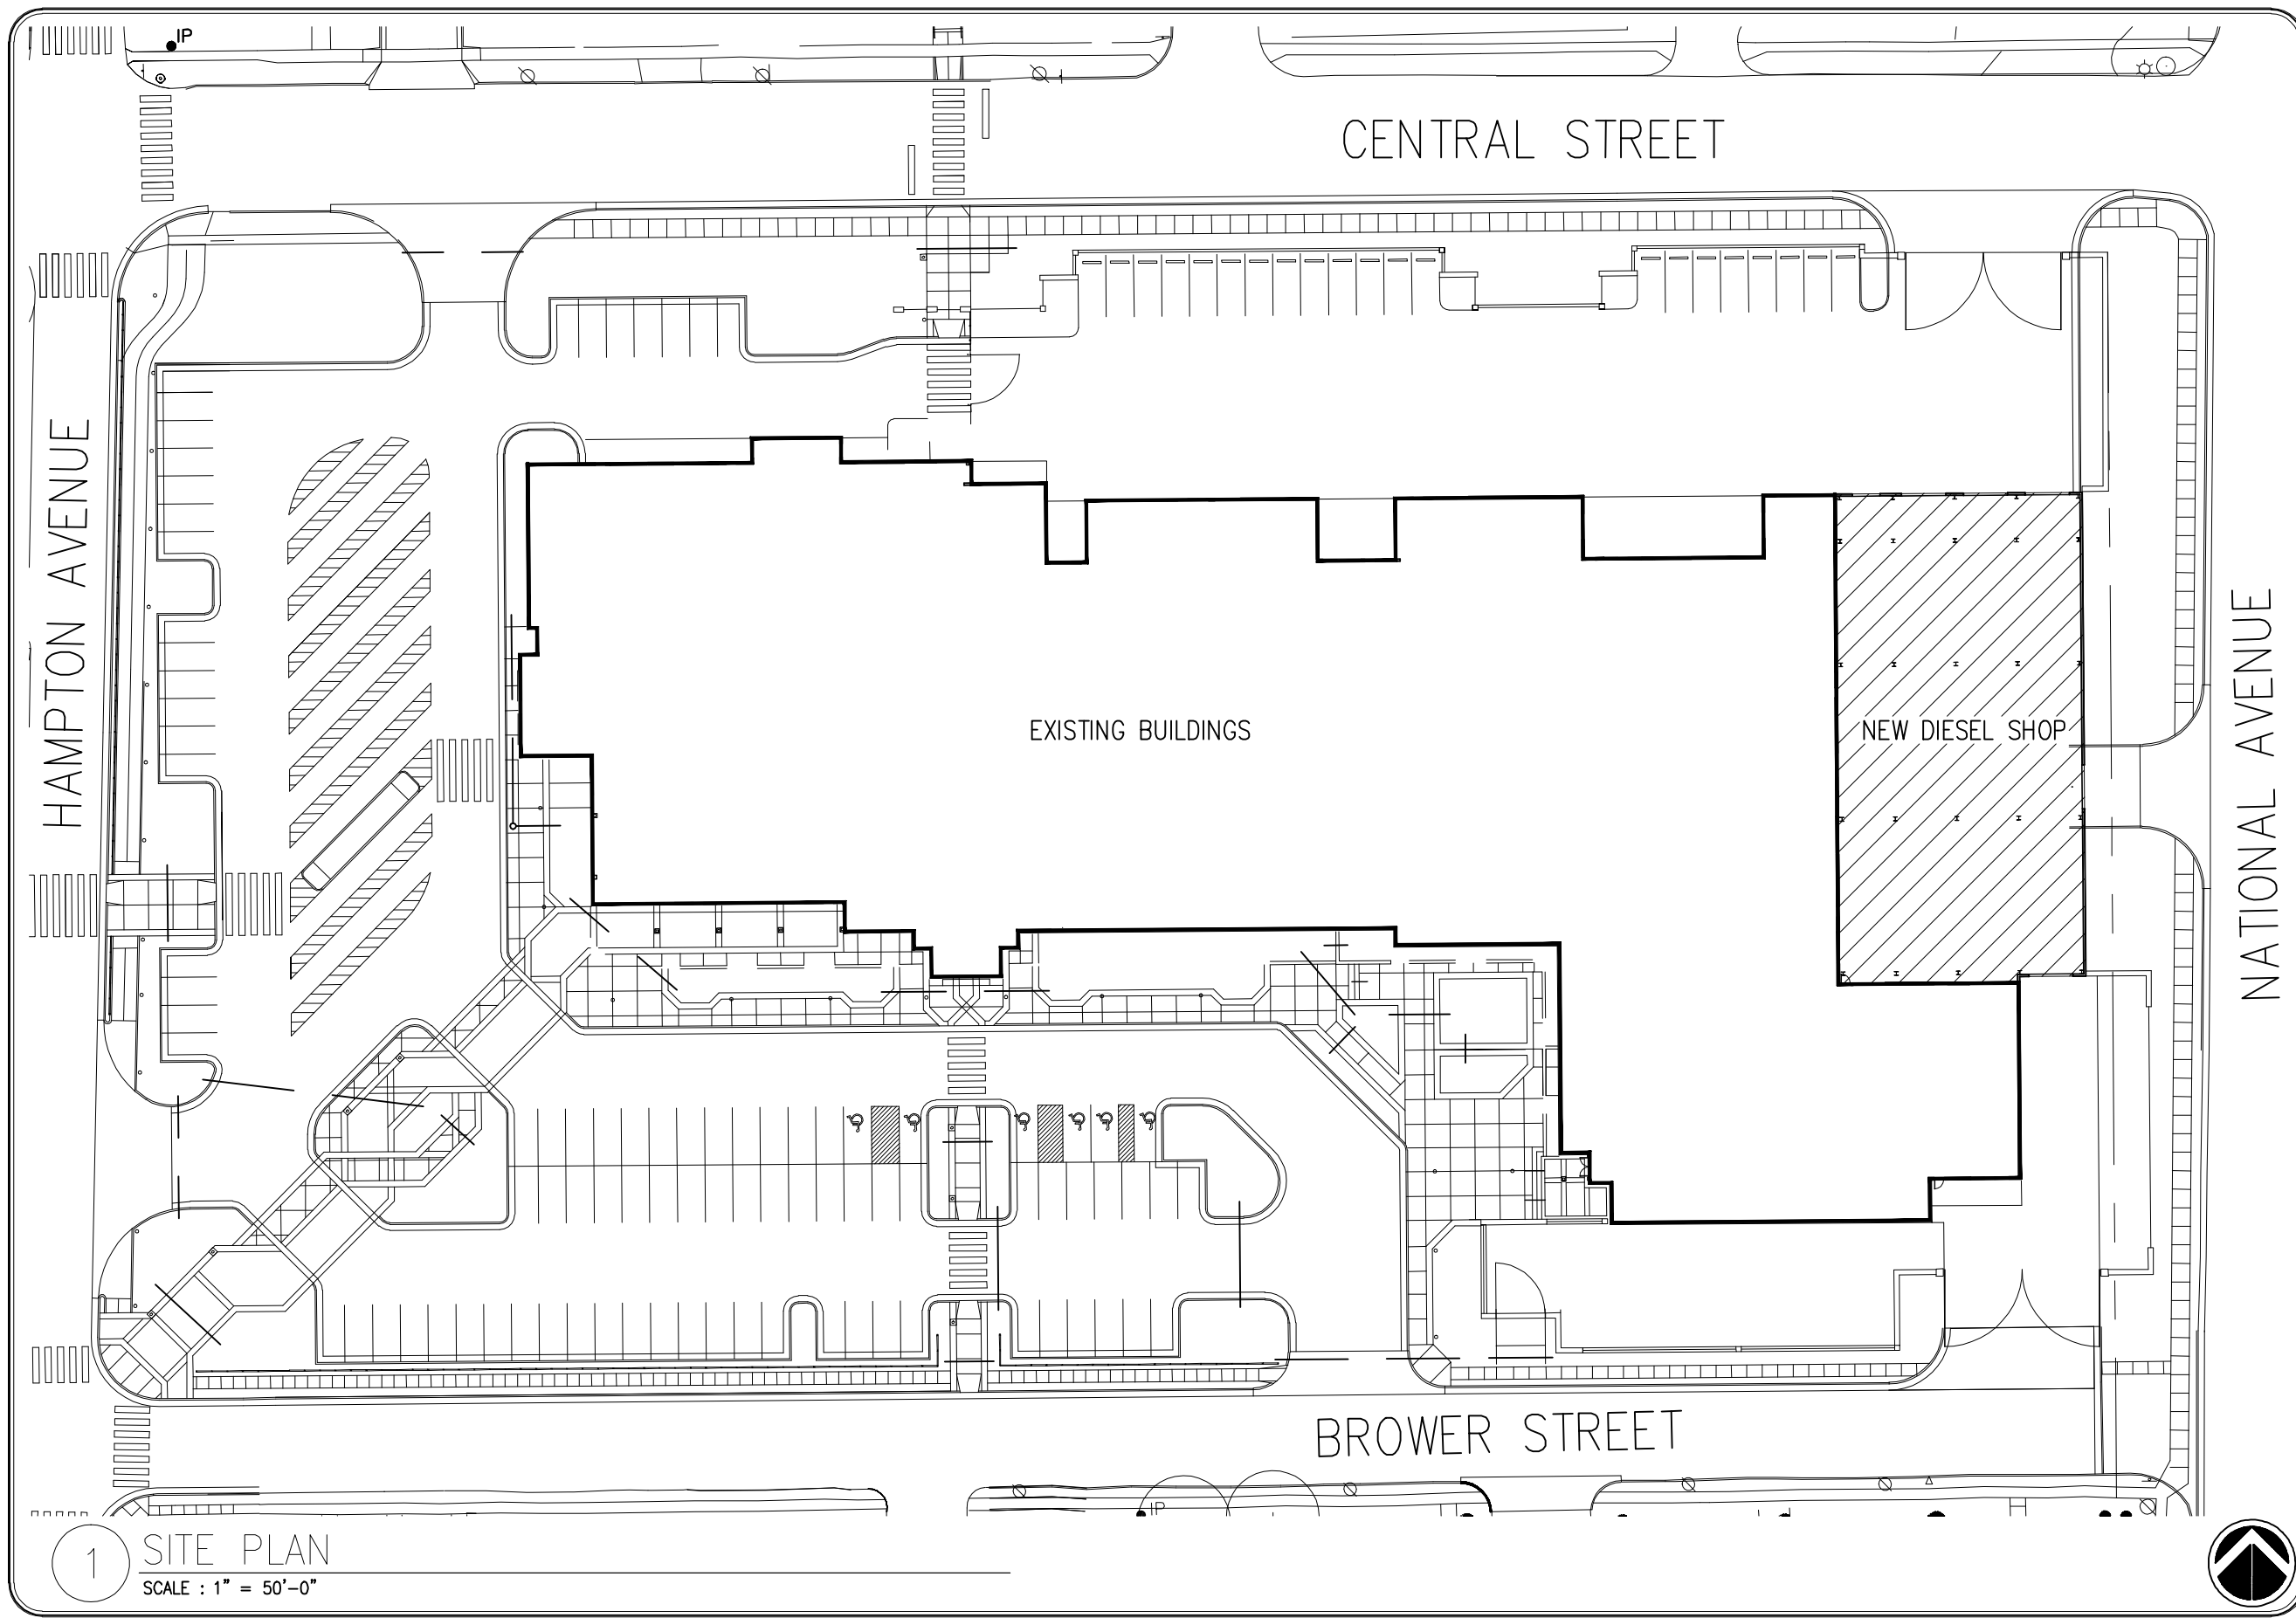 IP
CENTRAL STREET
HAMPTON AVENUE
EXISTING BUILDINGS
NEW DIESEL SHOP
NATIONAL AVENUE
BROWER STREET
IP
1
SITE PLAN
SCALE : 1" = 50'-0"